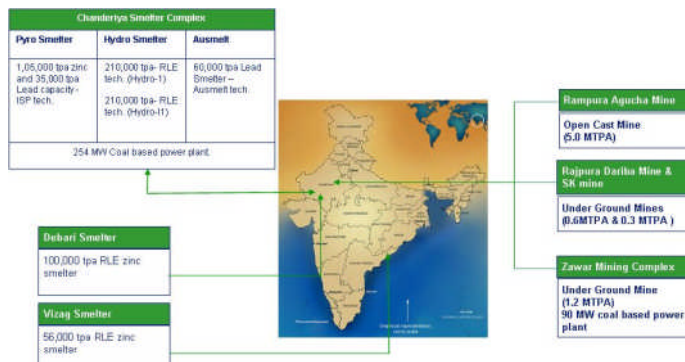 Chanderiya Smelter Complex
Pyro Smelter
1,05,000 tpa zinc
and 35,000 tpa
Lead capacity -
ISP tech.
Hydro Smelter
210,000 tpa- RLE
tech. (Hydro-1)
210,000 tpa- RLE
tech. (Hydro-I1)
Ausmelt
60,000 tpa Lead
Smelter –
Ausmelt tech.
254 MW Coal based power plant.
Debari Smelter
100,000 tpa RLE zinc
smelter
Vizag Smelter
56,000 tpa RLE zinc
smelter
Rampura Agucha Mine
Open Cast Mine
(5.0 MTPA)
Rajpura Dariba Mine &
SK mine
Under Ground Mines
(0.6MTPA & 0.3 MTPA )
Zawar Mining Complex
Under Ground Mine
(1.2 MTPA)
90 MW coal based power
plant